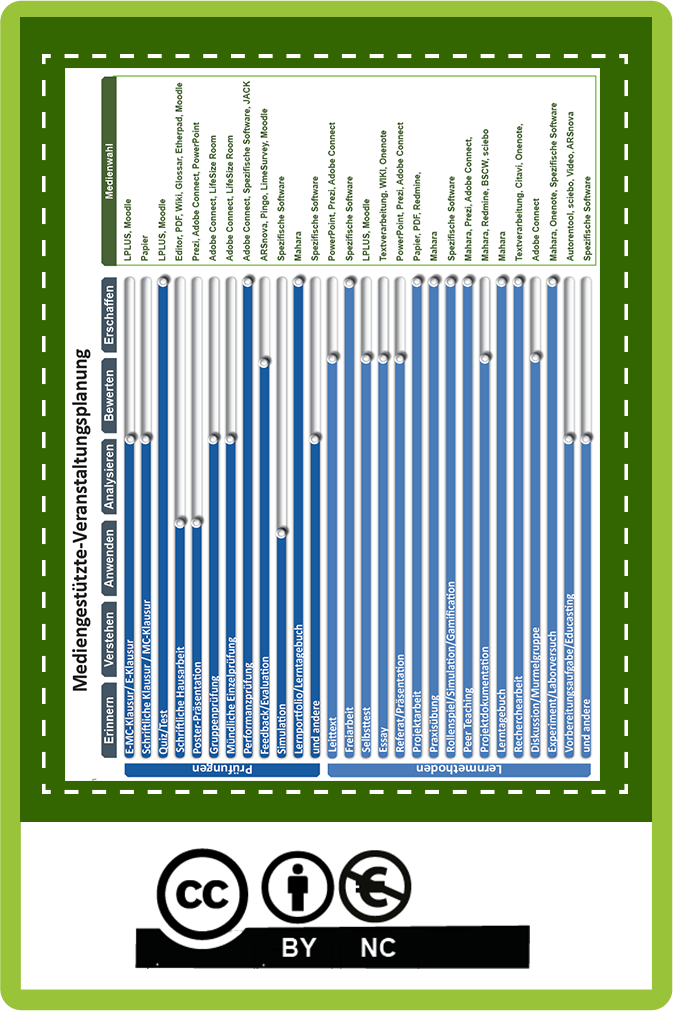 Mediengestützte-Veranstaltungsplanung
Erinnern Verstehen Anwenden Analysieren Bewerten Erschaffen Medienwahl
Prüfungen
E-MC-Klausur/ E-Klausur LPLUS, Moodle
Schriftliche Klausur / MC-Klausur Papier
Quiz/Test LPLUS, Moodle
Schriftliche Hausarbeit Editor, PDF, Wiki, Glossar, Etherpad, Moodle
Poster-Präsentation Prezi, Adobe Connect, PowerPoint
Gruppenprüfung Adobe Connect, LifeSize Room
Mündliche Einzelprüfung Adobe Connect, LifeSize Room
Performanzprüfung Adobe Connect, Spezifische Software, JACK
Feedback/Evaluation ARSnova, Pingo, LimeSurvey, Moodle
Simulation Spezifische Software
Lernportfolio/Lerntagebuch Mahara
und andere Spezifische Software
Lernmethoden
Leittext PowerPoint, Prezi, Adobe Connect
Freiarbeit Spezifische Software
Selbsttest LPLUS, Moodle
Essay Textverarbeitung, WIKI, Onenote
Referat/Präsentation PowerPoint, Prezi, Adobe Connect
Projektarbeit Papier, PDF, Redmine,
Praxisübung Mahara
Rollenspiel/Simulation/Gamification Spezifische Software
Peer Teaching Mahara, Prezi, Adobe Connect,
Projektdokumentation Mahara, Redmine, BSCW, sciebo
Lerntagebuch Mahara
Recherchearbeit Textverarbeitung, Citavi, Onenote,
Diskussion/Murmelgruppe Adobe Connect
Experiment/Laborversuch Mahara, Onenote, Spezifische Software
Vorbereitungsaufgabe/Educasting Autorentool, sciebo, Video, ARSnova
und andere Spezifische Software
cc
BY NC